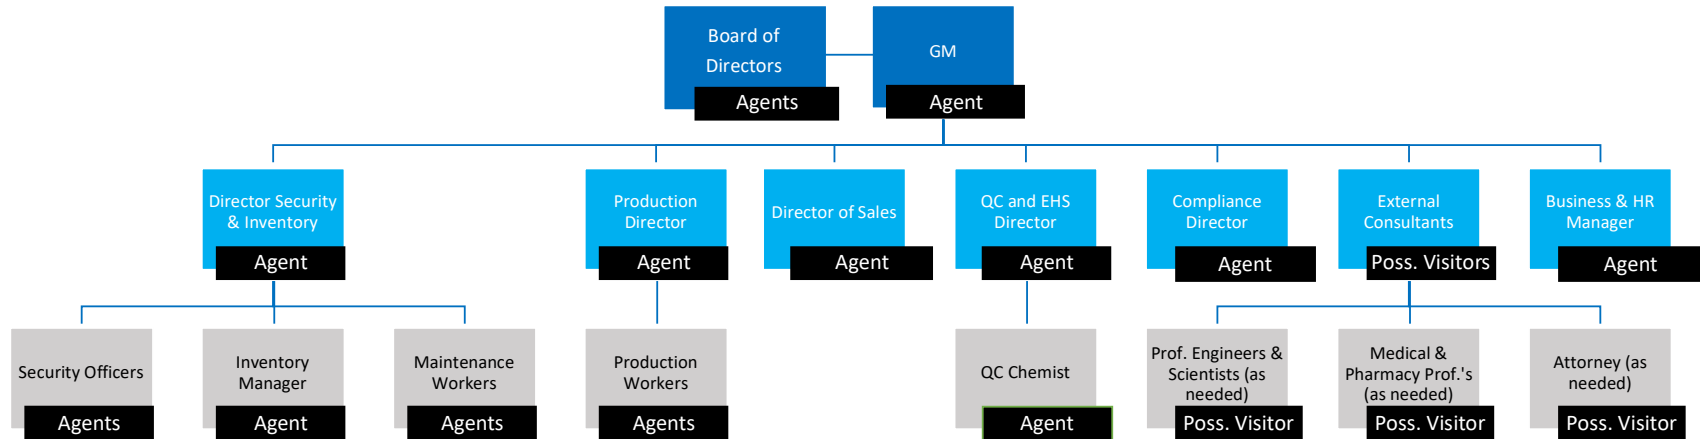 Board of
Directors
Agents
GM
Agent
Director Security
& Inventory
Agent
Production
Director
Agent
Director of Sales
Agent
QC and EHS
Director
Agent
Compliance
Director
Agent
External
Consultants
Poss. Visitors
Business & HR
Manager
Agent
Security Officers
Agents
Inventory
Manager
Agent
Maintenance
Workers
Agents
Production
Workers
Agents
QC Chemist
Agent
Prof. Engineers &
Scientists (as
needed)
Poss. Visitor
Medical &
Pharmacy Prof.'s
(as needed)
Poss. Visitor
Attorney (as
needed)
Poss. Visitor